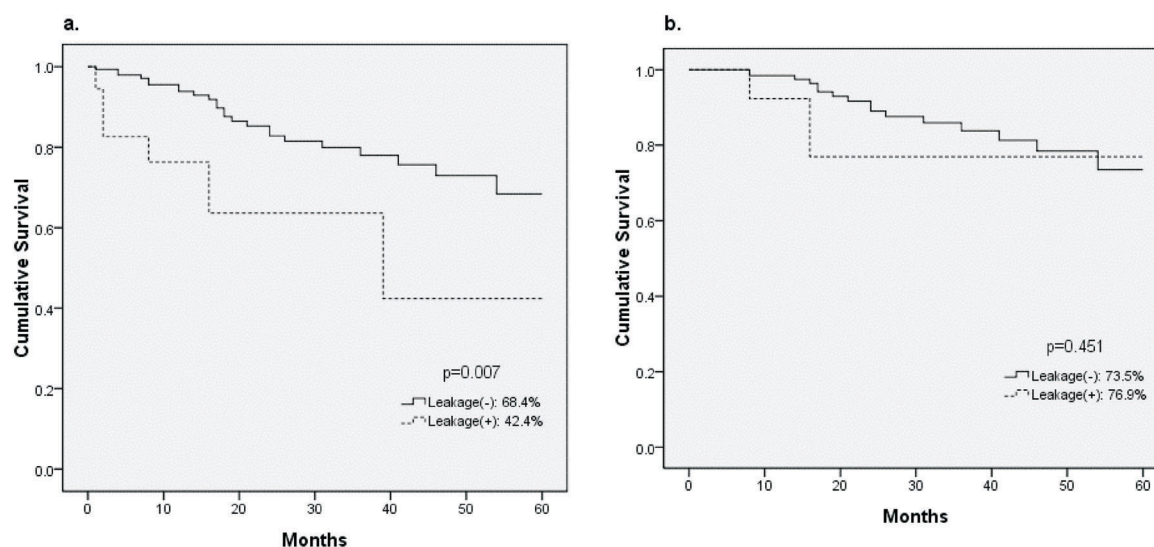 a.
Cumulative Survival
1.0
0.8
0.6
0.4
0.2
0.0
p=0.007
Leakage(-): 68.4%
Leakage(+): 42.4%
0 10 20 30 40 50 60
Months
b.
Cumulative Survival
1.0
0.8
0.6
0.4
0.2
0.0
p=0.451
Leakage(-): 73.5%
Leakage(+): 76.9%
0 10 20 30 40 50 60
Months